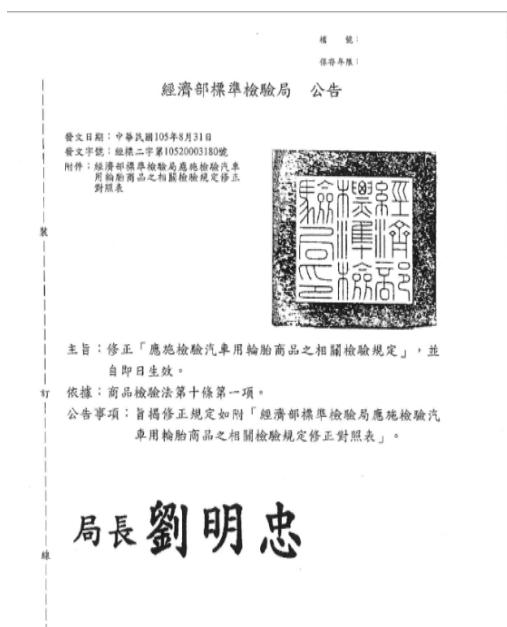 檔 號：
保存年限：
經濟部標準檢驗局 公告
發文日期：中華民國105年8月31日
發文字號：經標二字第10520003180號
附件：經濟部標準檢驗局應施檢驗汽車
用輪胎商品之相關檢驗規定修正
對照表
經濟部
標準檢
驗局印
裝
主旨：修正「應施檢驗汽車用輪胎商品之相關檢驗規定」，並
自即日生效。
訂
依據：商品檢驗法第十條第一項。
公告事項：旨揭修正規定如附「經濟部標準檢驗局應施檢驗汽
車用輪胎商品之相關檢驗規定修正對照表」。
局長劉明忠
線